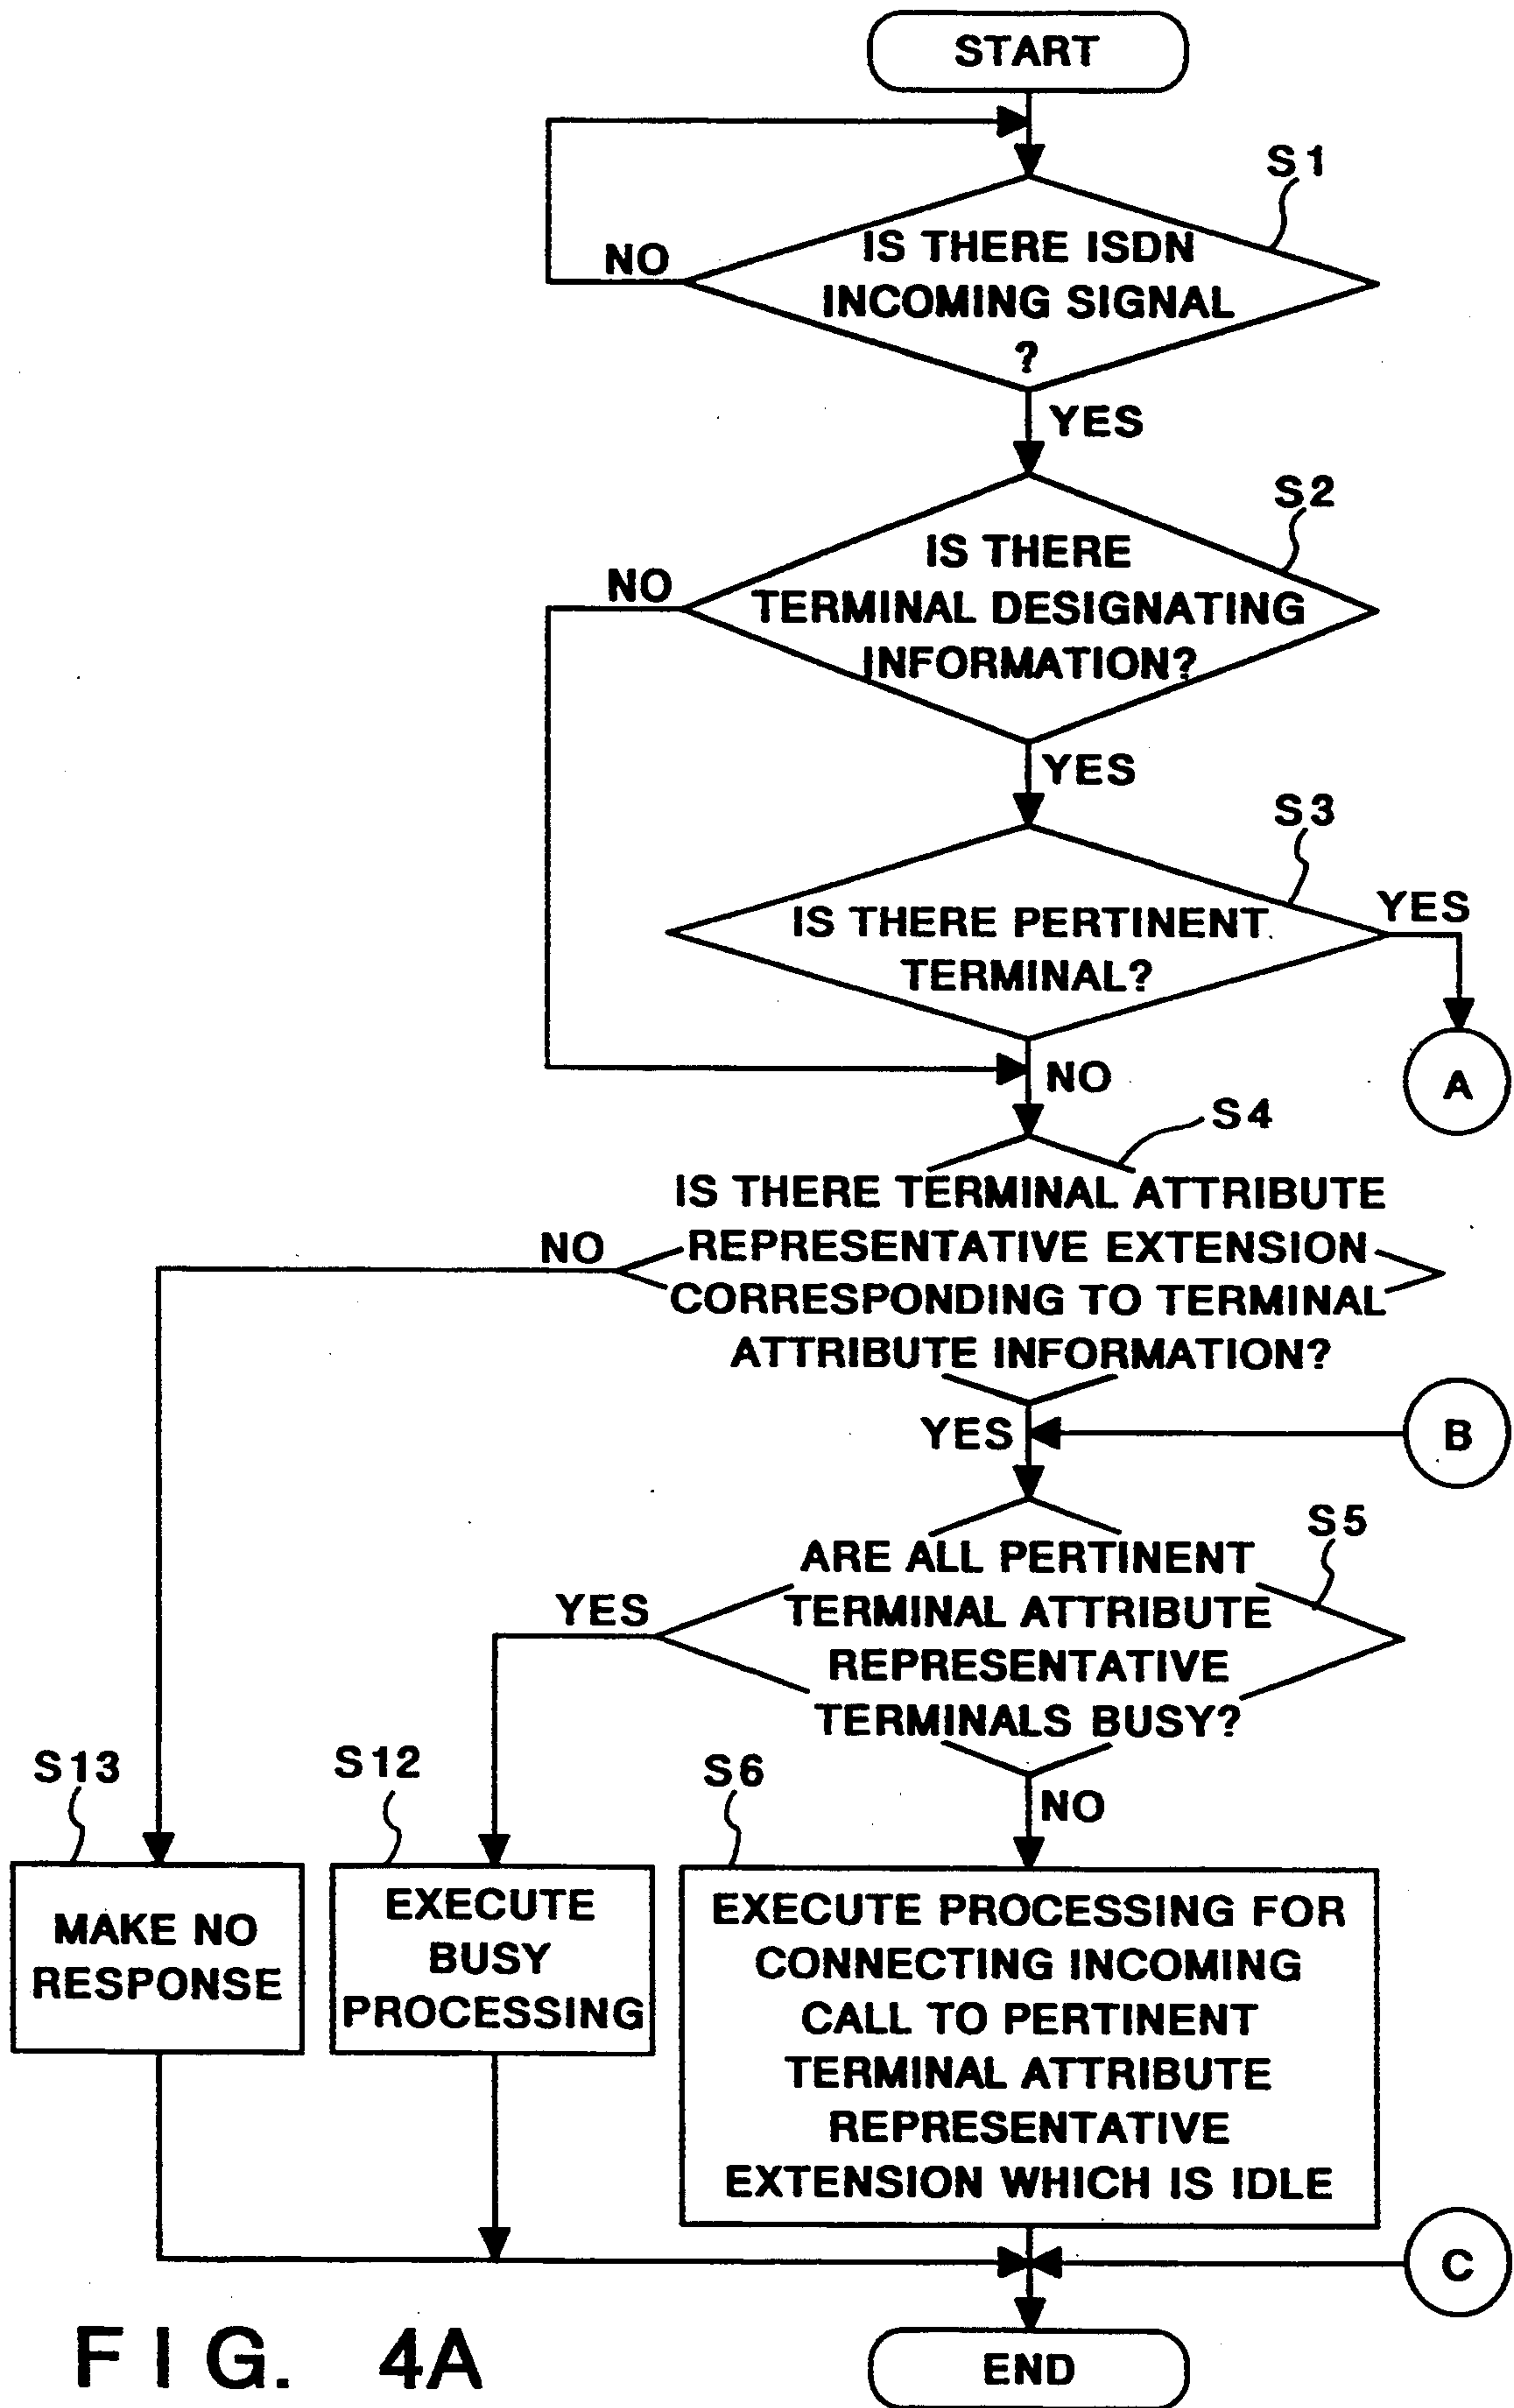 START
S1
IS THERE ISDN
INCOMING SIGNAL
?
NO
YES
S2
IS THERE
TERMINAL DESIGNATING
INFORMATION?
NO
YES
S3
IS THERE PERTINENT
TERMINAL?
YES
A
NO
S4
IS THERE TERMINAL ATTRIBUTE
REPRESENTATIVE EXTENSION
CORRESPONDING TO TERMINAL
ATTRIBUTE INFORMATION?
NO
YES
B
S5
ARE ALL PERTINENT
TERMINAL ATTRIBUTE
REPRESENTATIVE
TERMINALS BUSY?
YES
NO
S13
MAKE NO
RESPONSE
S12
EXECUTE
BUSY
PROCESSING
S6
EXECUTE PROCESSING FOR
CONNECTING INCOMING
CALL TO PERTINENT
TERMINAL ATTRIBUTE
REPRESENTATIVE
EXTENSION WHICH IS IDLE
C
END
FIG. 4A